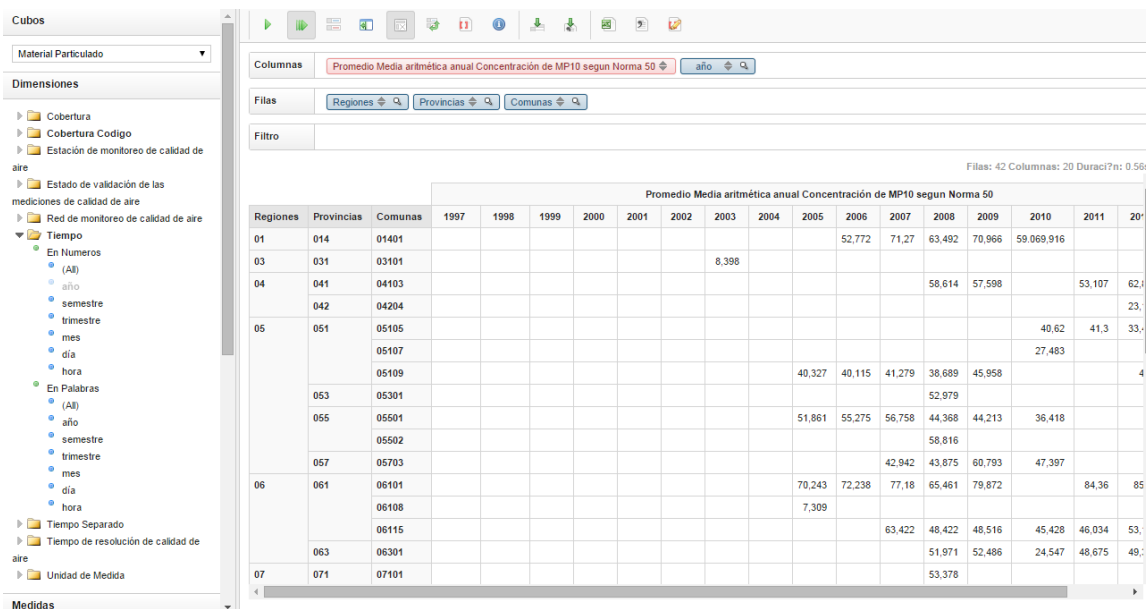 Cubos
Material Particulado
Dimensiones
Cobertura
Cobertura Codigo
Estación de monitoreo de calidad de
aire
Estado de validación de las
mediciones de calidad de aire
Red de monitoreo de calidad de aire
Tiempo
En Numeros
(All)
año
semestre
trimestre
mes
día
hora
En Palabras
(All)
año
semestre
trimestre
mes
día
hora
Tiempo Separado
Tiempo de resolución de calidad de
aire
Unidad de Medida
Medidas
Columnas Promedio Media aritmética anual Concentración de MP10 segun Norma 50 año
Filas Regiones Provincias Comunas
Filtro
Filas: 42 Columnas: 20 Duraci?n: 0.56
Promedio Media aritmética anual Concentración de MP10 segun Norma 50
Regiones Provincias Comunas 1997 1998 1999 2000 2001 2002 2003 2004 2005 2006 2007 2008 2009 2010 2011
01 014 01401 52,772 71,27 63,492 70,966 59.069,916
03 031 03101 8,398
04 041 04103 58,614 57,598 53,107
042 04204
05 051 05105 40,62 41,3
05107 27,483
05109 40,327 40,115 41,279 38,689 45,958
053 05301 52,979
055 05501 51,861 55,275 56,758 44,368 44,213 36,418
05502 58,816
057 05703 42,942 43,875 60,793 47,397
06 061 06101 70,243 72,238 77,18 65,461 79,872 84,36
06108 7,309
06115 63,422 48,422 48,516 45,428 46,034
063 06301 51,971 52,486 24,547 48,675
07 071 07101 53,378